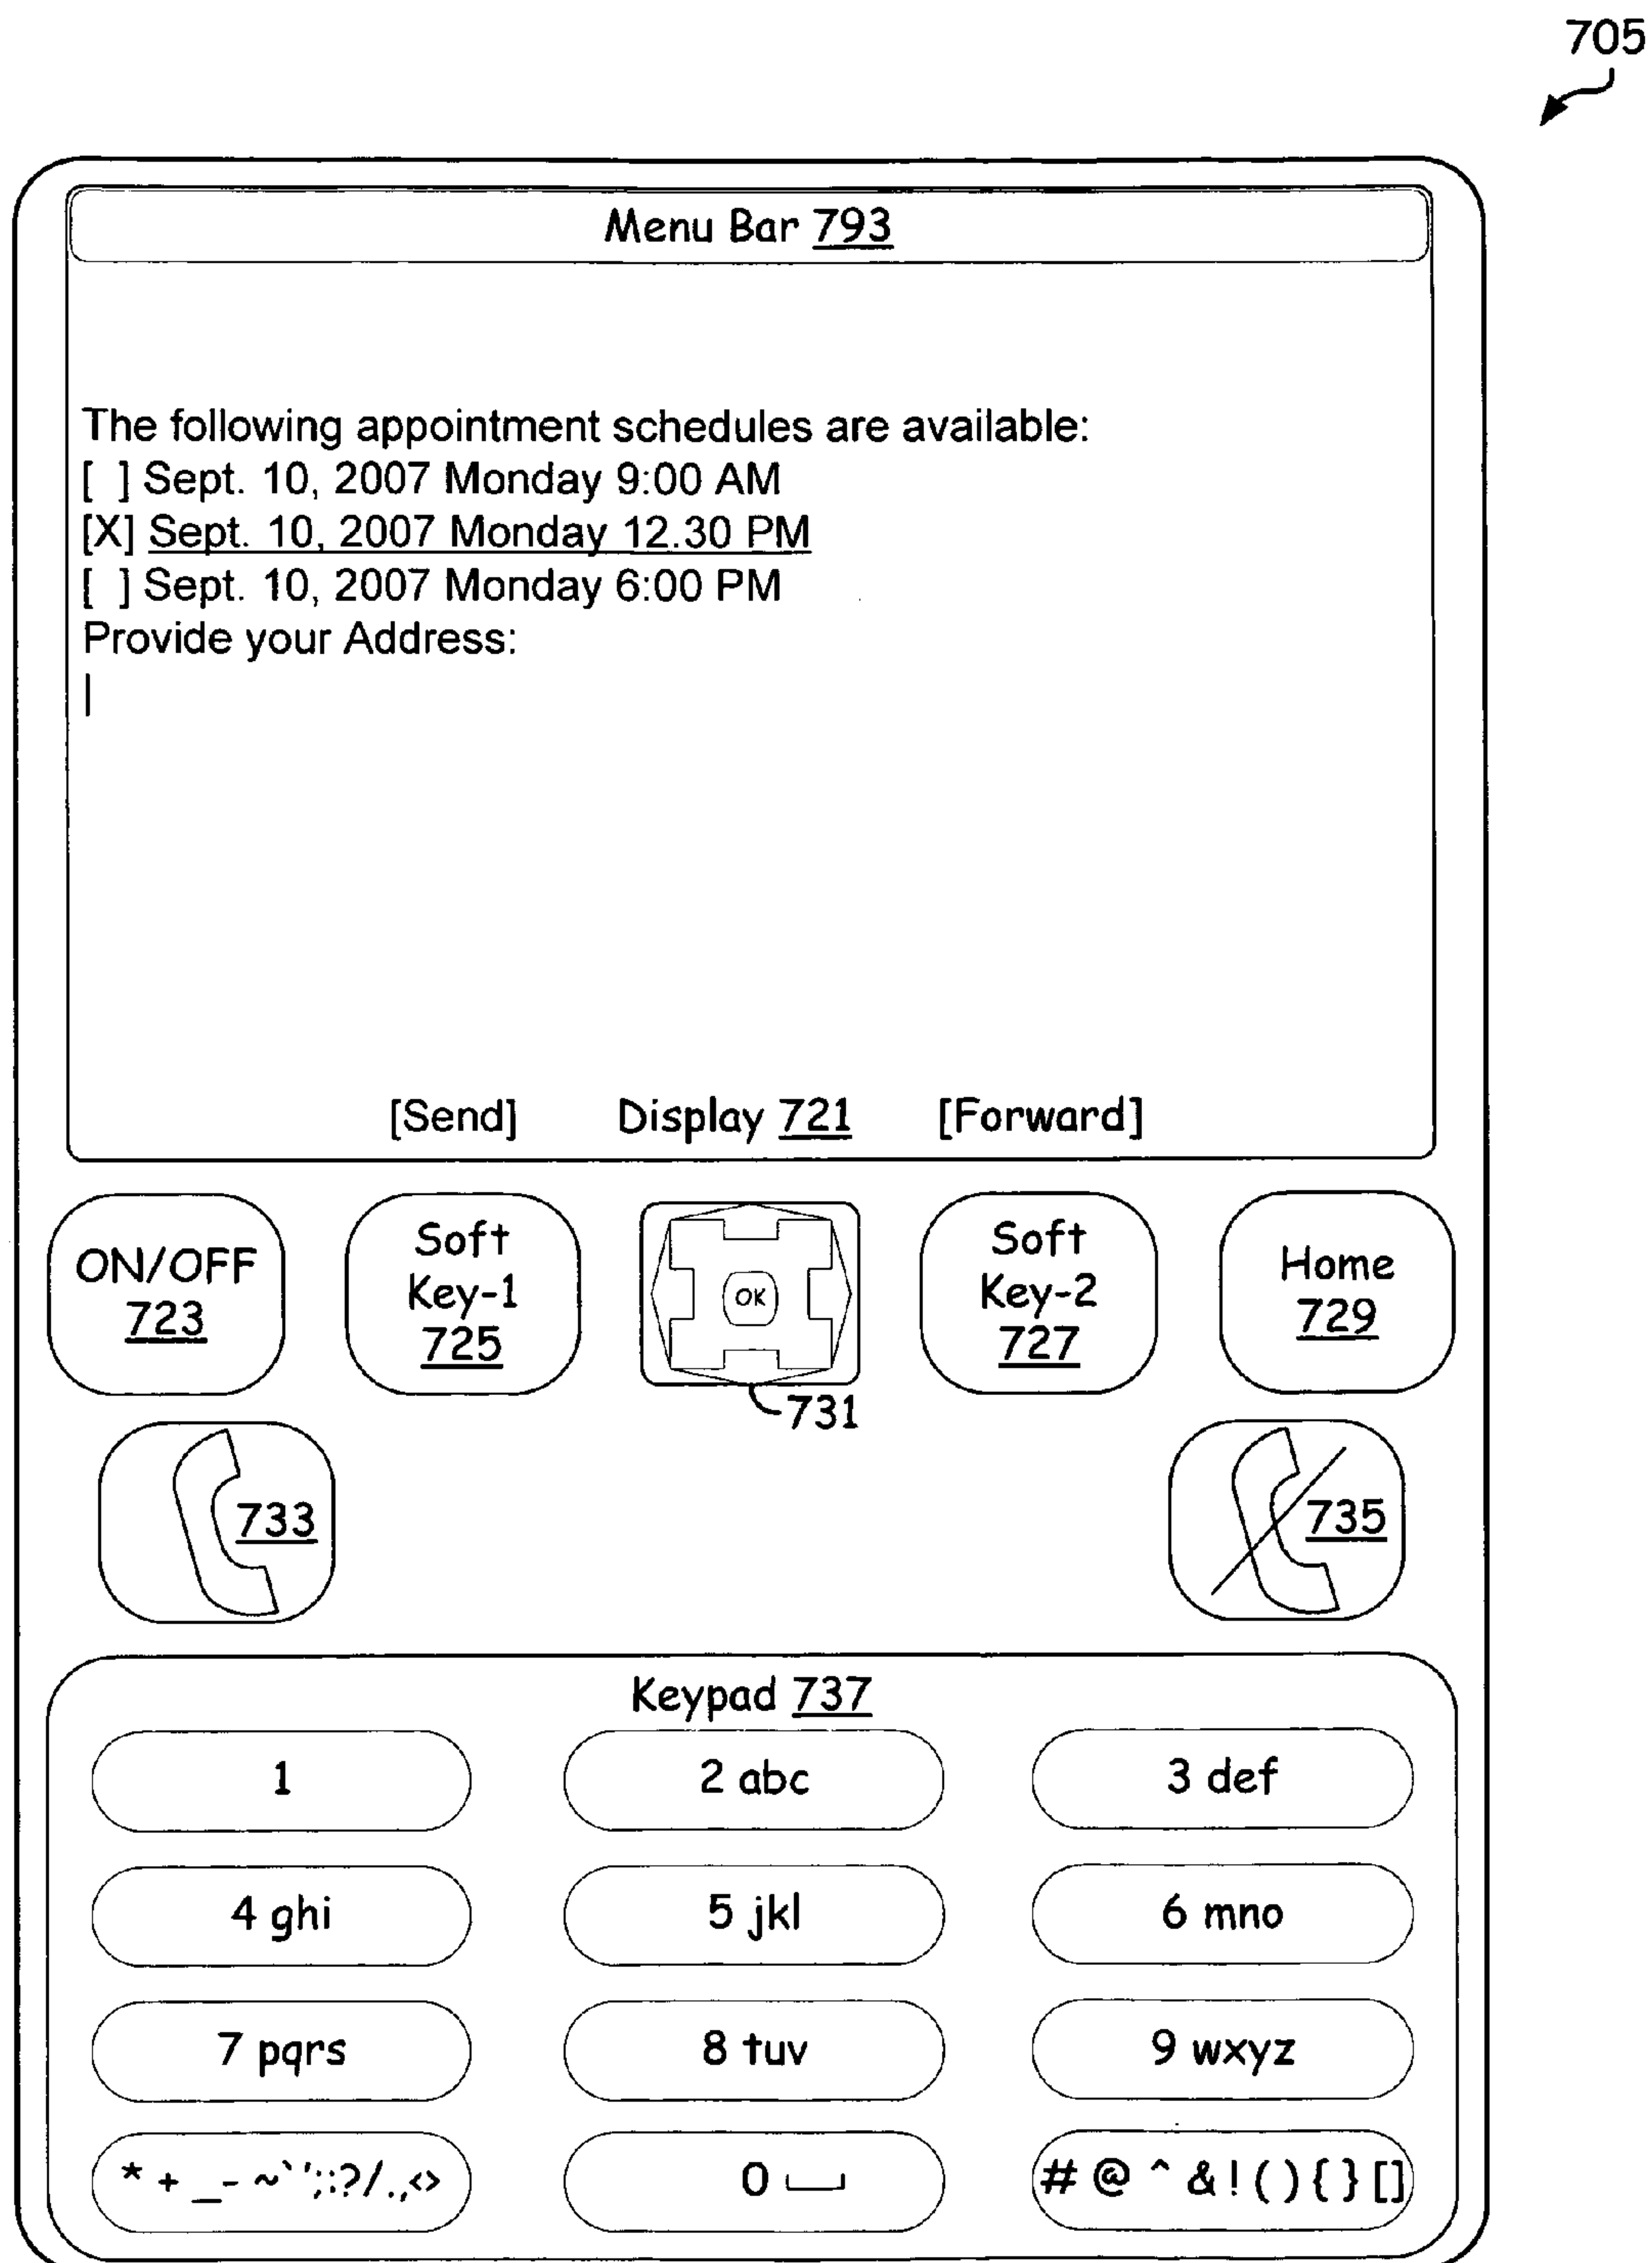 705
Menu Bar 793
The following appointment schedules are available:
[ ] Sept. 10, 2007 Monday 9:00 AM
[X] Sept. 10, 2007 Monday 12.30 PM
[ ] Sept. 10, 2007 Monday 6:00 PM
Provide your Address:
[Send] Display 721 [Forward]
ON/OFF
723
Soft
Key-1
725
OK
731
Soft
Key-2
727
Home
729
733
735
Keypad 737
1
2 abc
3 def
4 ghi
5 jkl
6 mno
7 pqrs
8 tuv
9 wxyz
* + _- ~`';:?/.,<>
0 ⌴
# @ ^ & ! ( ) { } []